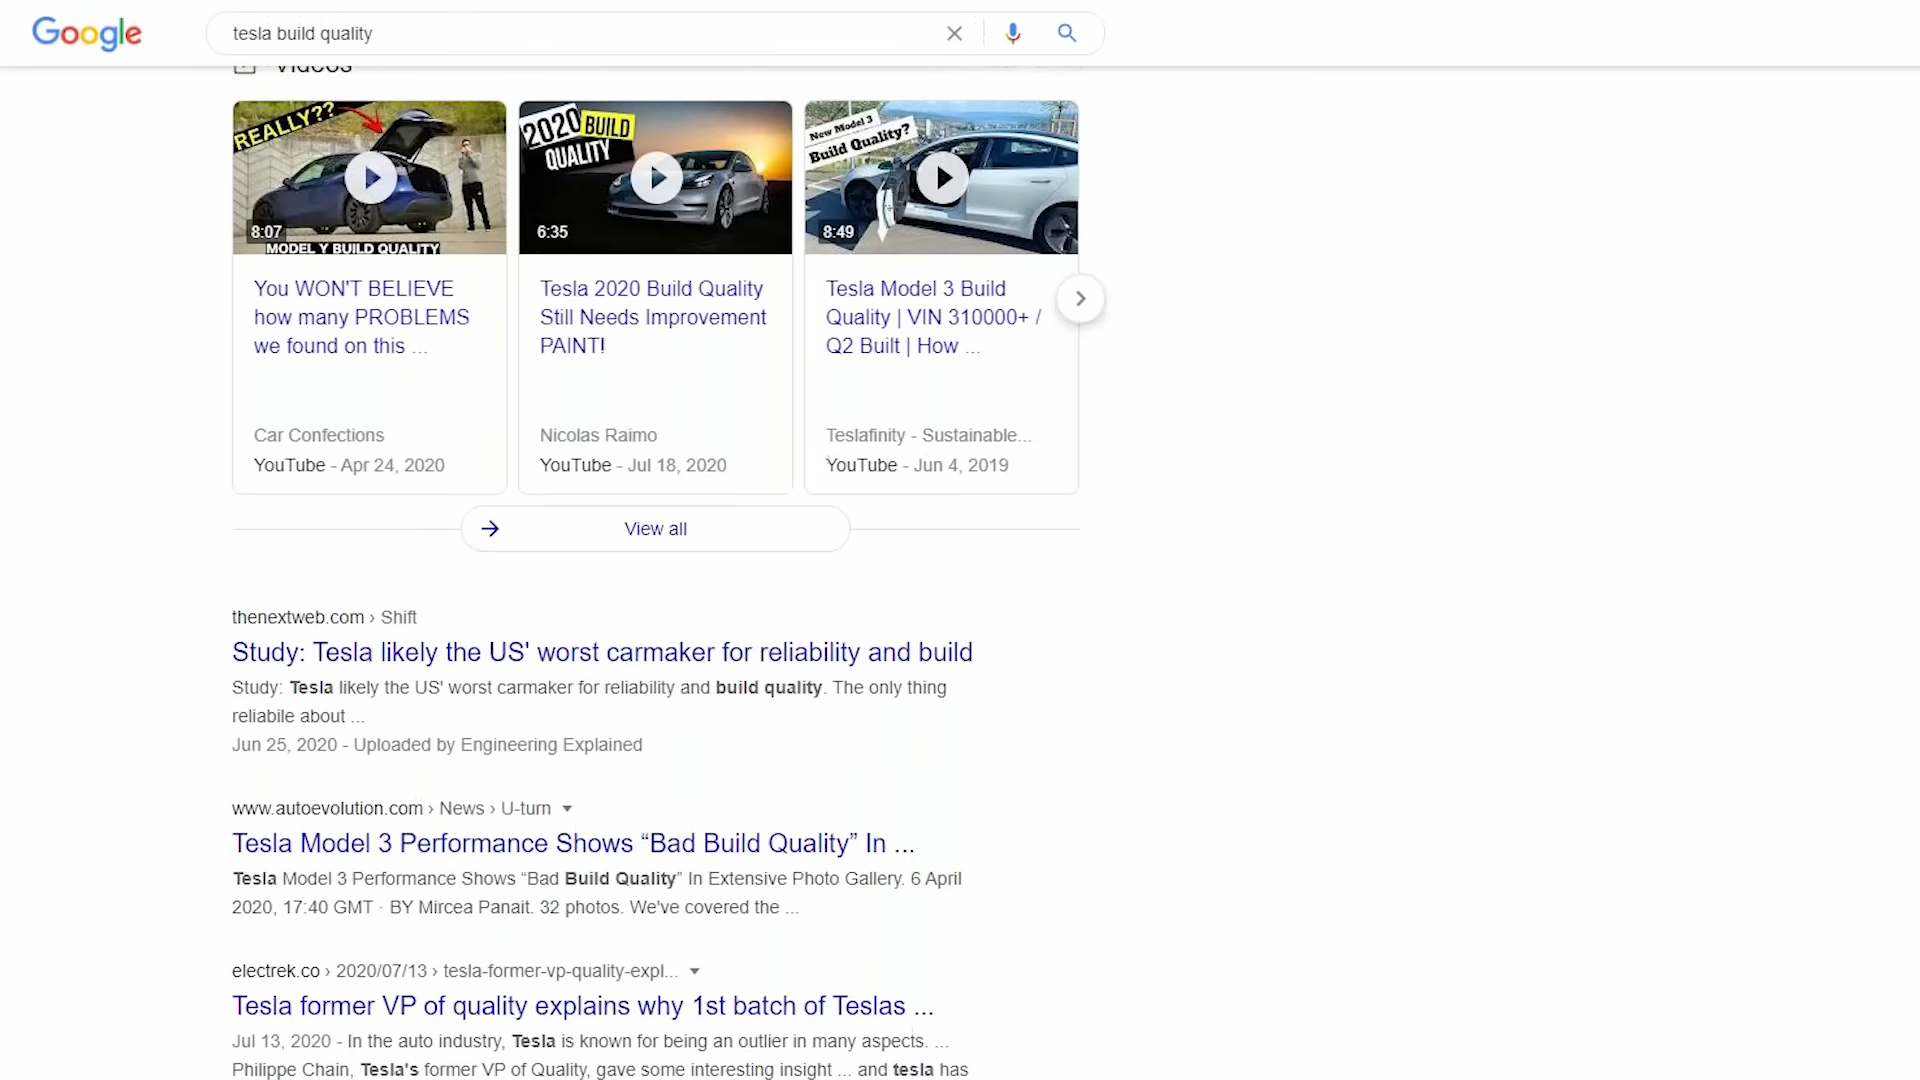 Google
tesla build quality
Videos
REALLY??
8:07
MODEL Y BUILD QUALITY
2020 BUILD
QUALITY
6:35
New Model 3
Build Quality?
8:49
You WON'T BELIEVE
how many PROBLEMS
we found on this ...
Car Confections
YouTube - Apr 24, 2020
Tesla 2020 Build Quality
Still Needs Improvement
PAINT!
Nicolas Raimo
YouTube - Jul 18, 2020
Tesla Model 3 Build
Quality | VIN 310000+ /
Q2 Built | How ...
Teslafinity - Sustainable...
YouTube - Jun 4, 2019
View all
thenextweb.com › Shift
Study: Tesla likely the US' worst carmaker for reliability and build
Study: Tesla likely the US' worst carmaker for reliability and build quality. The only thing
reliabile about ...
Jun 25, 2020 - Uploaded by Engineering Explained
www.autoevolution.com › News › U-turn
Tesla Model 3 Performance Shows “Bad Build Quality” In ...
Tesla Model 3 Performance Shows “Bad Build Quality” In Extensive Photo Gallery. 6 April
2020, 17:40 GMT · BY Mircea Panait. 32 photos. We've covered the ...
electrek.co › 2020/07/13 › tesla-former-vp-quality-expl...
Tesla former VP of quality explains why 1st batch of Teslas ...
Jul 13, 2020 - In the auto industry, Tesla is known for being an outlier in many aspects. ...
Philippe Chain, Tesla's former VP of Quality, gave some interesting insight ... and tesla has